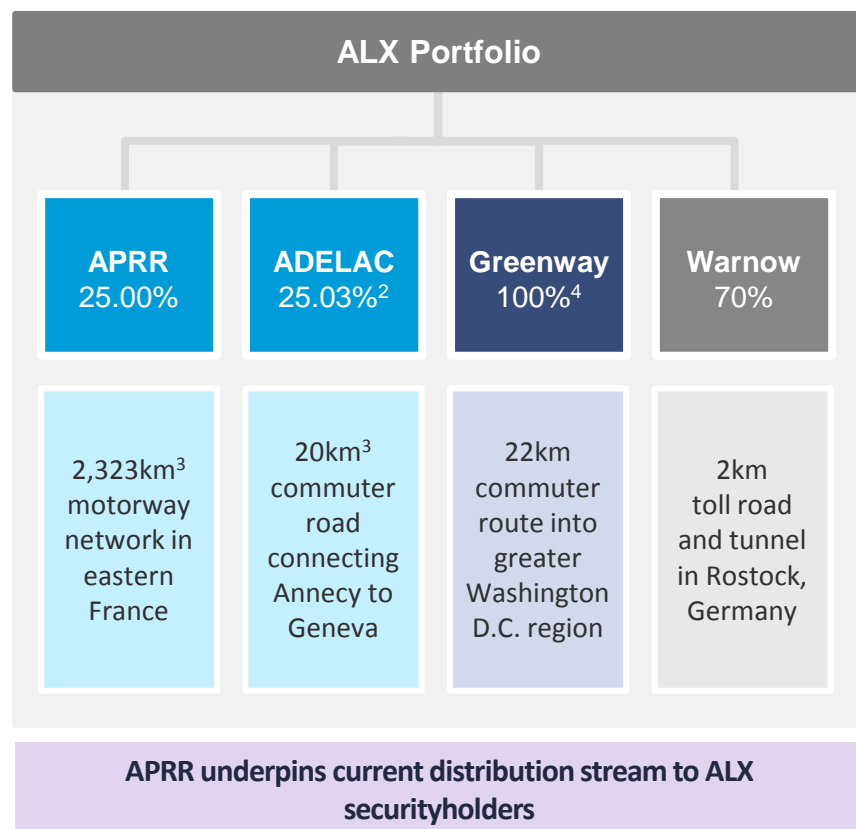 ALX Portfolio
APRR
25.00%
ADELAC
25.03%²
Greenway
100%⁴
Warnow
70%
2,323km³
motorway
network in
eastern
France
20km³
commuter
road
connecting
Annecy to
Geneva
22km
commuter
route into
greater
Washington
D.C. region
2km
toll road
and tunnel
in Rostock,
Germany
APRR underpins current distribution stream to ALX
securityholders